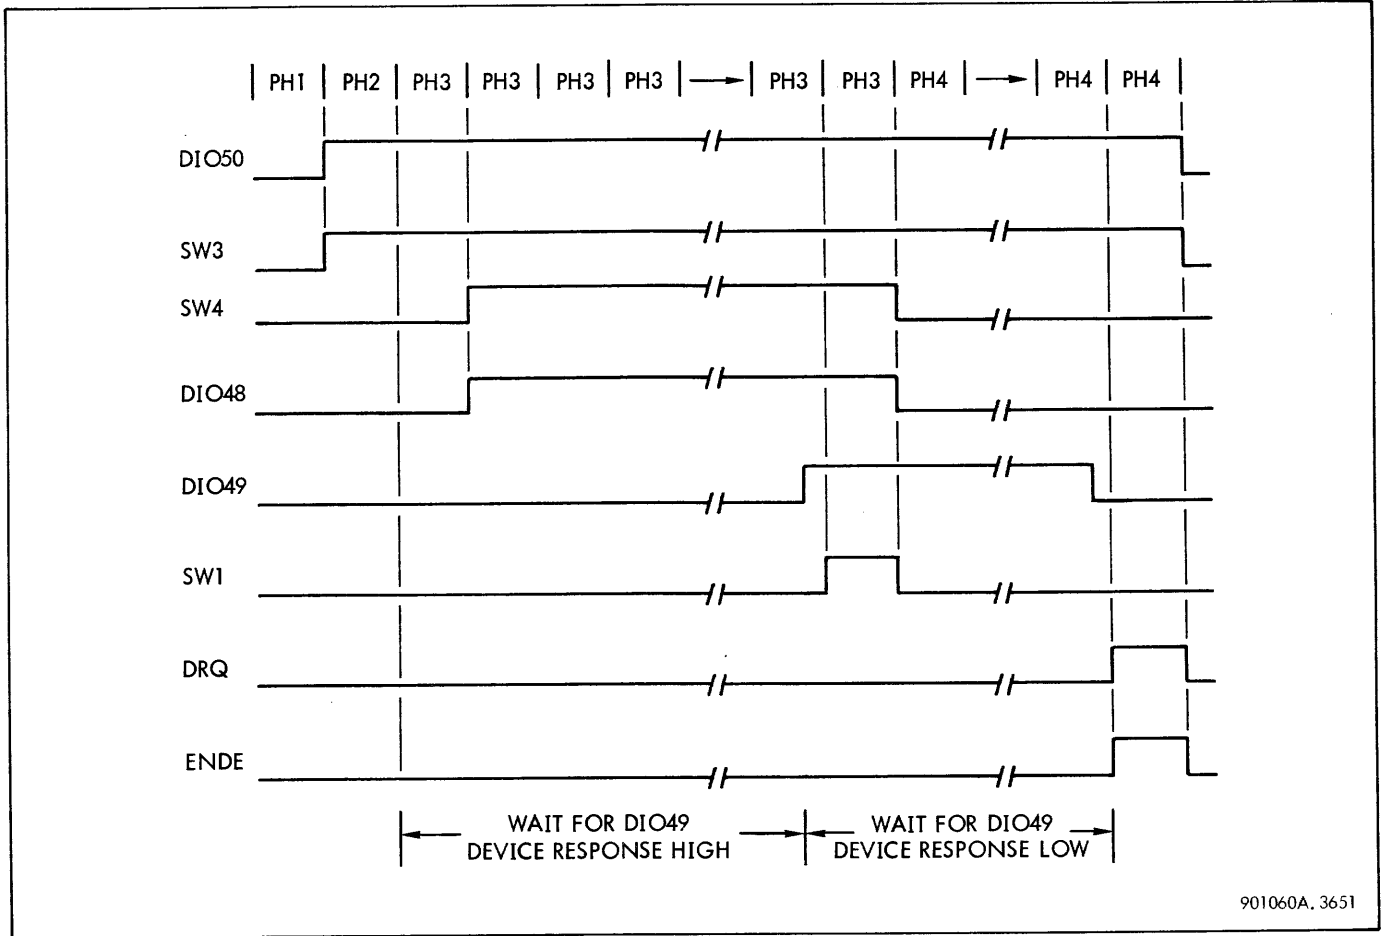 PH1 PH2 PH3 PH3 PH3 PH3 PH3 PH3 PH4 PH4 PH4
DIO50
SW3
SW4
DIO48
DIO49
SW1
DRQ
ENDE
WAIT FOR DIO49
DEVICE RESPONSE HIGH
WAIT FOR DIO49
DEVICE RESPONSE LOW
901060A. 3651